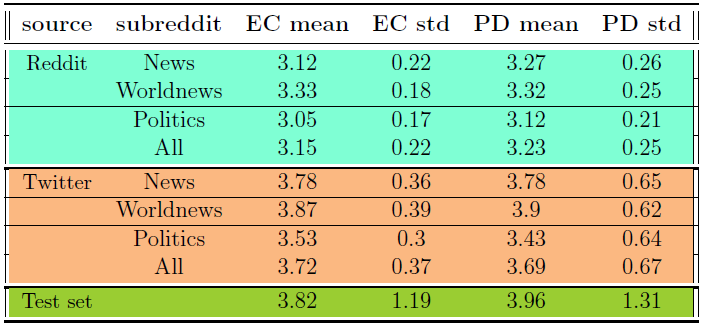 source subreddit EC mean EC std PD mean PD std
Reddit News 3.12 0.22 3.27 0.26
Worldnews 3.33 0.18 3.32 0.25
Politics 3.05 0.17 3.12 0.21
All 3.15 0.22 3.23 0.25
Twitter News 3.78 0.36 3.78 0.65
Worldnews 3.87 0.39 3.9 0.62
Politics 3.53 0.3 3.43 0.64
All 3.72 0.37 3.69 0.67
Test set 3.82 1.19 3.96 1.31